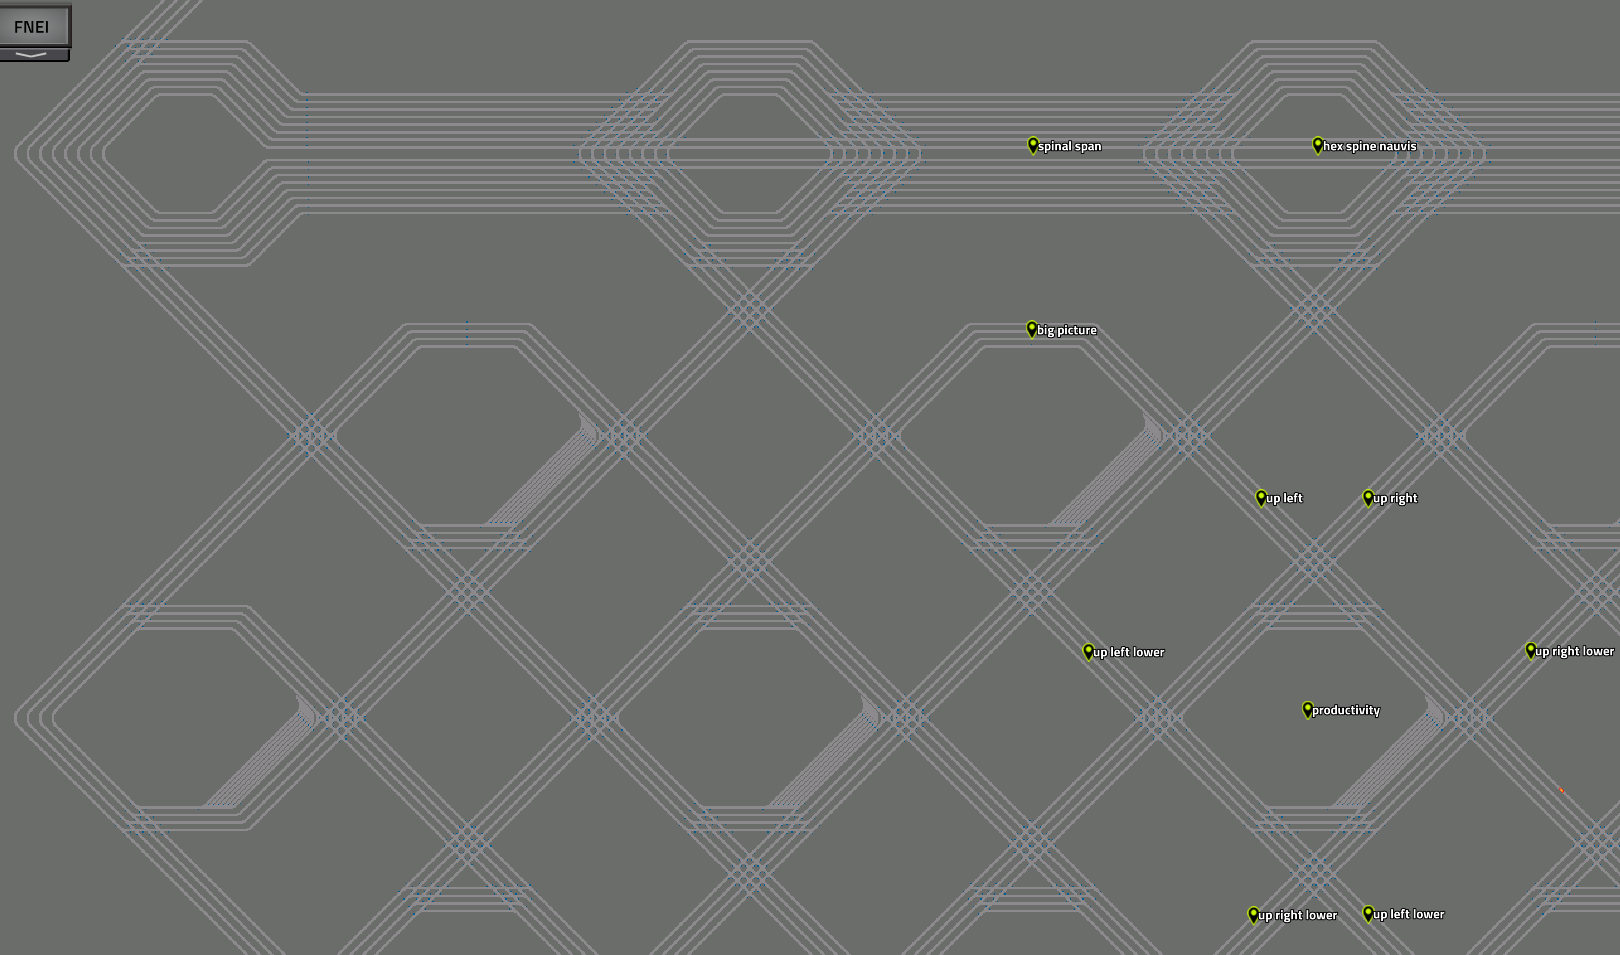 FNEI
spinal span
hex spine nauvis
big picture
up left
up right
up left lower
up right lower
productivity
up right lower
up left lower